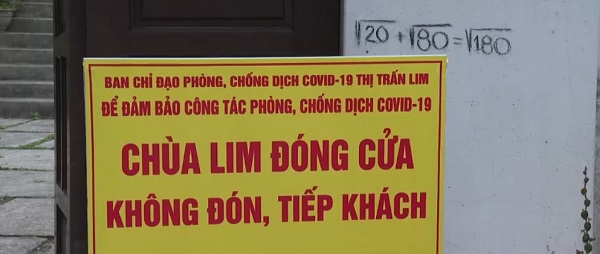 √20 + √80 = √180
BAN CHỈ ĐẠO PHÒNG, CHỐNG DỊCH COVID-19 THỊ TRẤN LIM
ĐỂ ĐẢM BẢO CÔNG TÁC PHÒNG, CHỐNG DỊCH COVID-19
CHÙA LIM ĐÓNG CỬA
KHÔNG ĐÓN, TIẾP KHÁCH